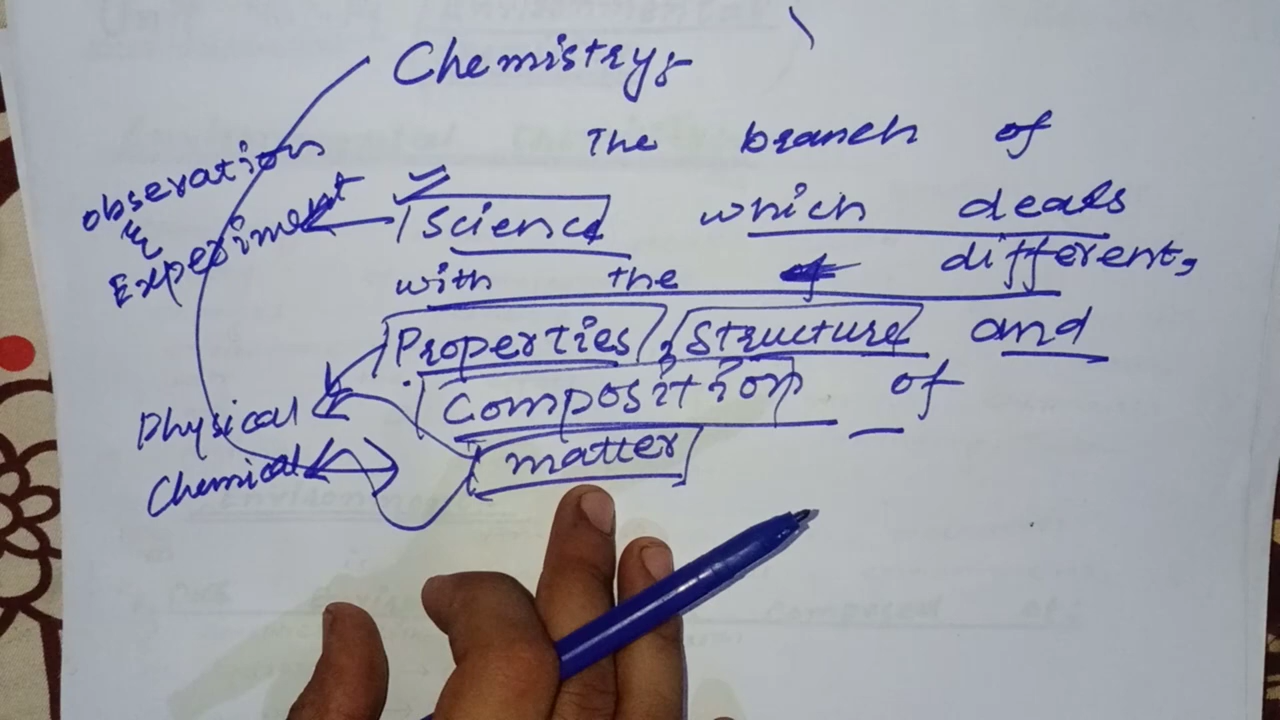 Chemistry:-
The branch of
Science which deals
with the different,
Properties, Structure and
Composition of
matter
obseration
&
Experiment
Physical
Chemical